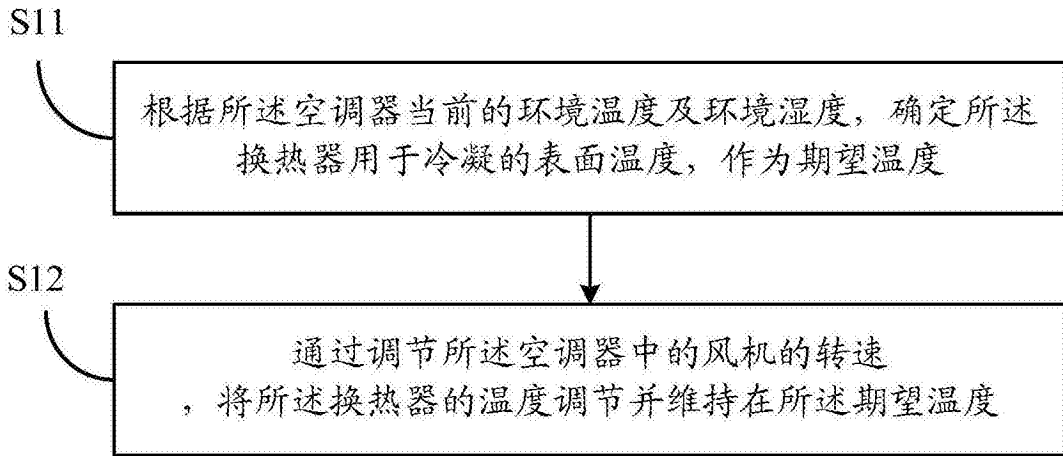 S11
根据所述空调器当前的环境温度及环境湿度，确定所述
换热器用于冷凝的表面温度，作为期望温度
S12
通过调节所述空调器中的风机的转速
，将所述换热器的温度调节并维持在所述期望温度